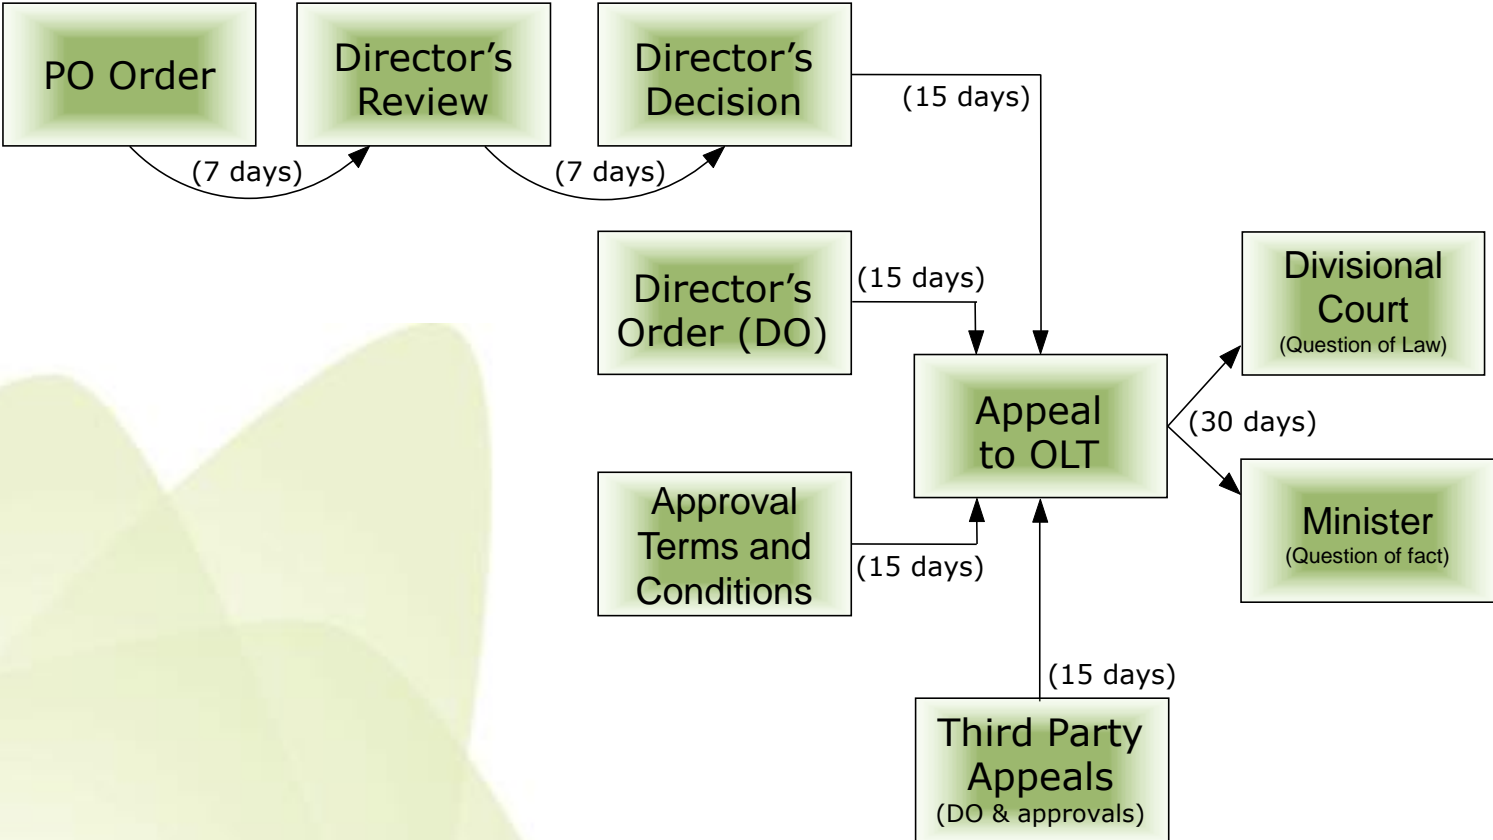 PO Order
Director’s
Review
Director’s
Decision
(15 days)
(7 days)
(7 days)
Director’s
Order (DO)
(15 days)
Divisional
Court
(Question of Law)
Appeal
to OLT
(30 days)
Approval
Terms and
Conditions
(15 days)
Minister
(Question of fact)
(15 days)
Third Party
Appeals
(DO & approvals)